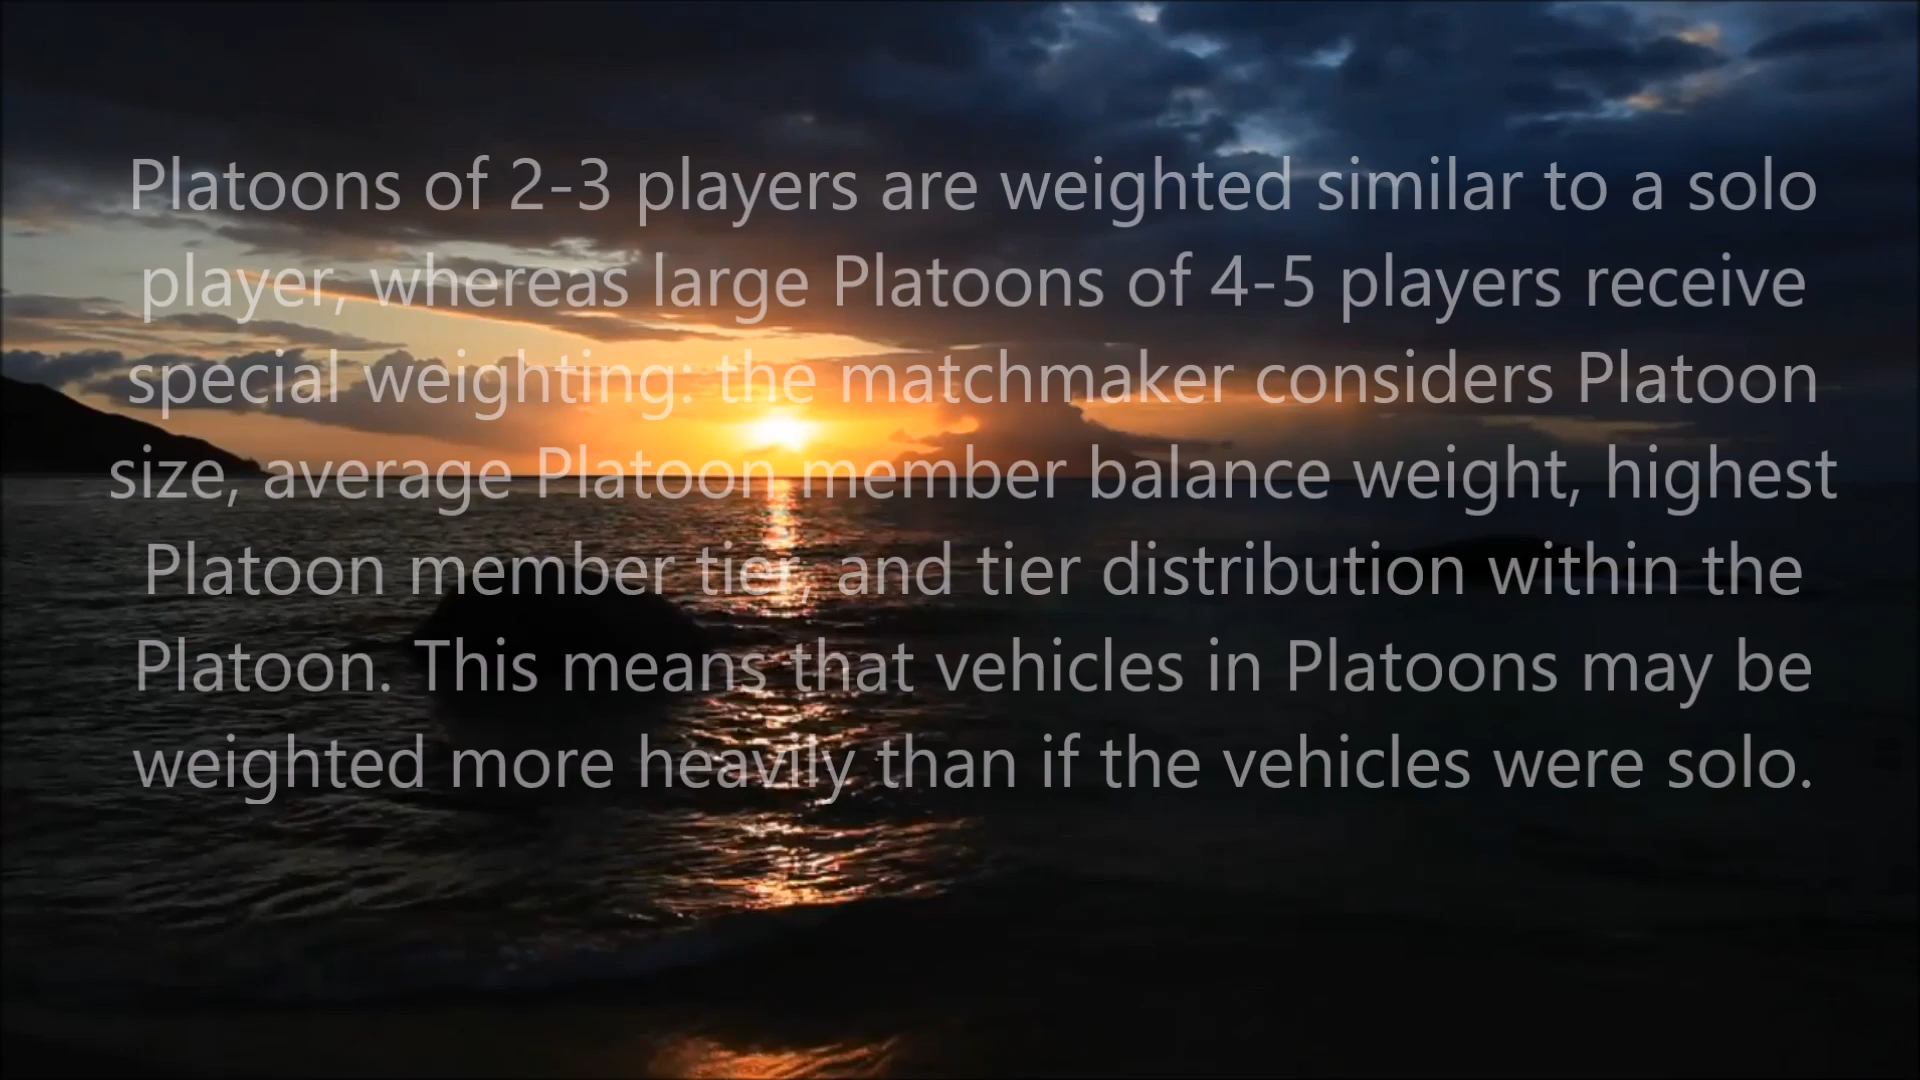 Platoons of 2-3 players are weighted similar to a solo
player, whereas large Platoons of 4-5 players receive
special weighting: the matchmaker considers Platoon
size, average Platoon member balance weight, highest
Platoon member tier, and tier distribution within the
Platoon. This means that vehicles in Platoons may be
weighted more heavily than if the vehicles were solo.